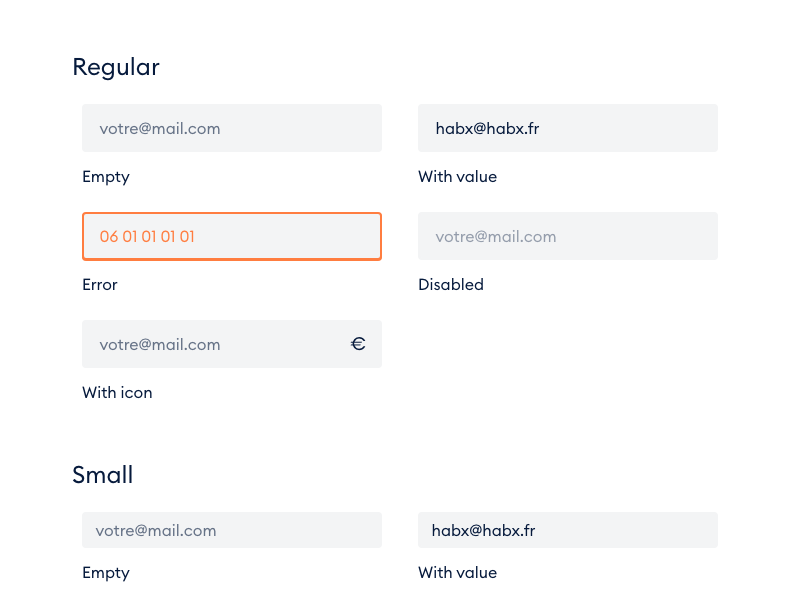 Regular
votre@mail.com
habx@habx.fr
Empty
With value
06 01 01 01 01
votre@mail.com
Error
Disabled
votre@mail.com €
With icon
Small
votre@mail.com
habx@habx.fr
Empty
With value